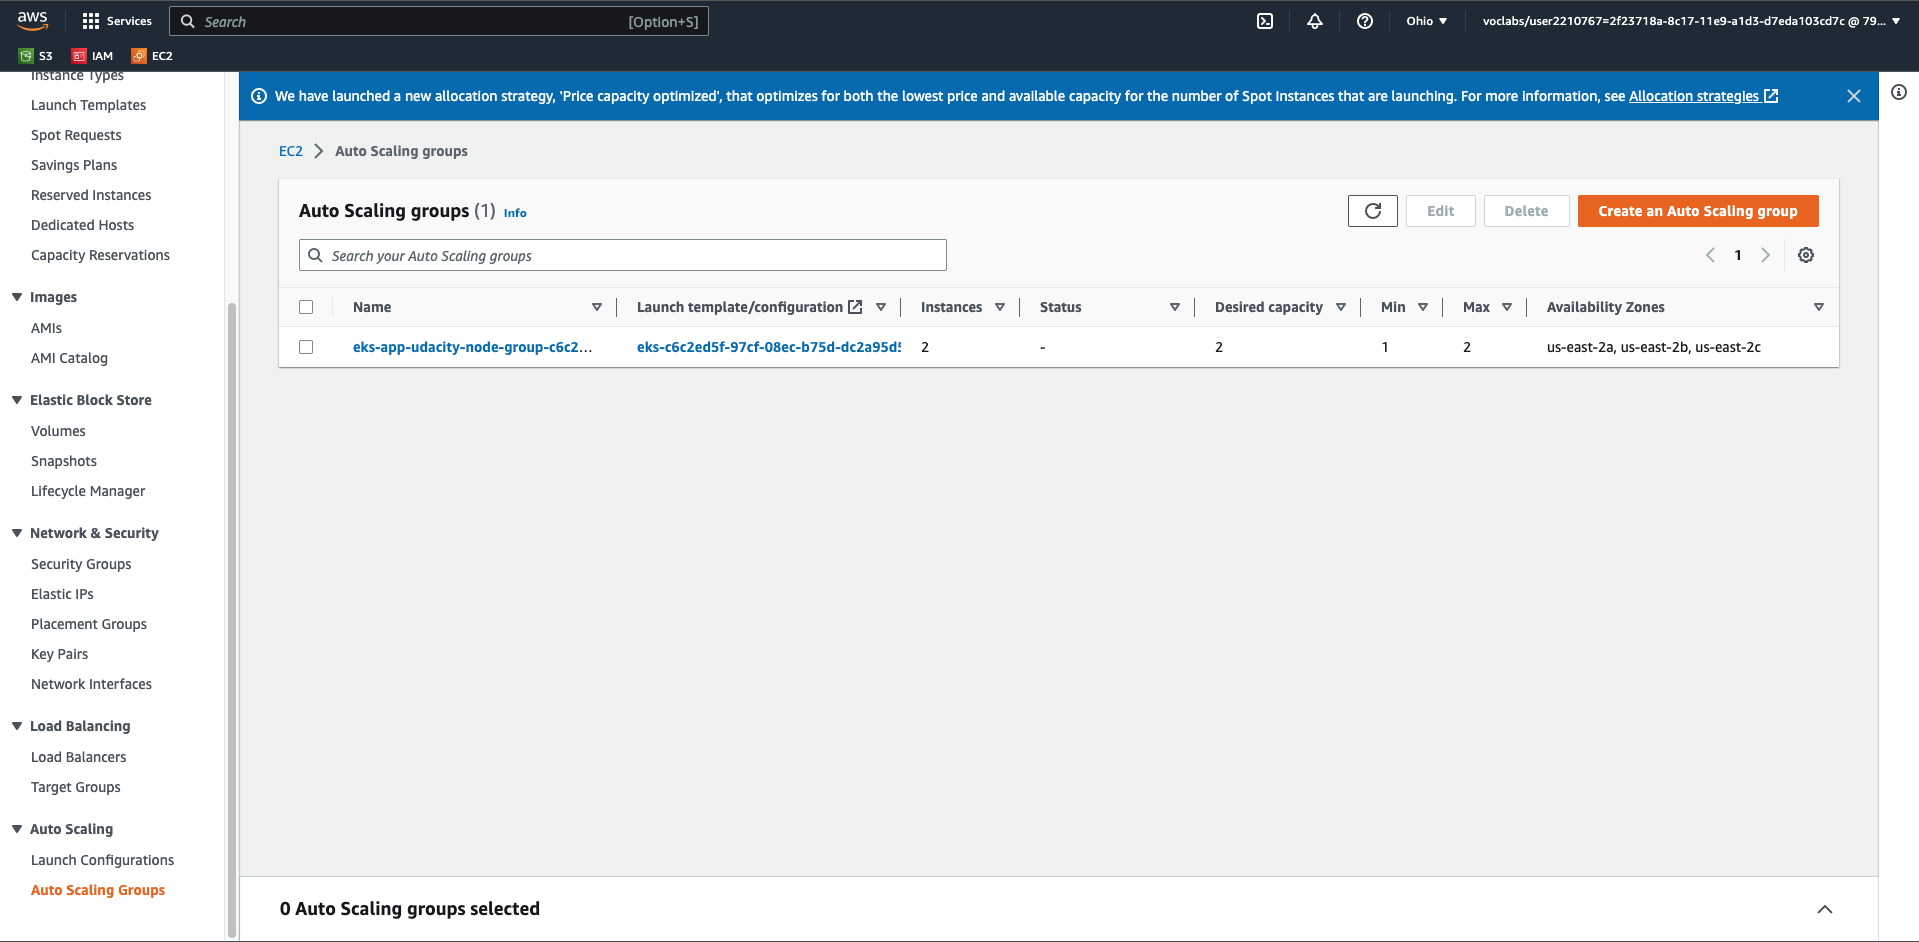 aws
Services
Search [Option+S]
Ohio
voclabs/user2210767=2f23718a-8c17-11e9-a1d3-d7eda103cd7c @ 79...
S3 IAM EC2
Instance Types
Launch Templates
Spot Requests
Savings Plans
Reserved Instances
Dedicated Hosts
Capacity Reservations
Images
AMIs
AMI Catalog
Elastic Block Store
Volumes
Snapshots
Lifecycle Manager
Network & Security
Security Groups
Elastic IPs
Placement Groups
Key Pairs
Network Interfaces
Load Balancing
Load Balancers
Target Groups
Auto Scaling
Launch Configurations
Auto Scaling Groups
We have launched a new allocation strategy, 'Price capacity optimized', that optimizes for both the lowest price and available capacity for the number of Spot Instances that are launching. For more information, see Allocation strategies
EC2 > Auto Scaling groups
Auto Scaling groups (1) Info
Edit Delete Create an Auto Scaling group
Search your Auto Scaling groups
1
Name Launch template/configuration Instances Status Desired capacity Min Max Availability Zones
eks-app-udacity-node-group-c6c2... eks-c6c2ed5f-97cf-08ec-b75d-dc2a95d5 2 - 2 1 2 us-east-2a, us-east-2b, us-east-2c
0 Auto Scaling groups selected